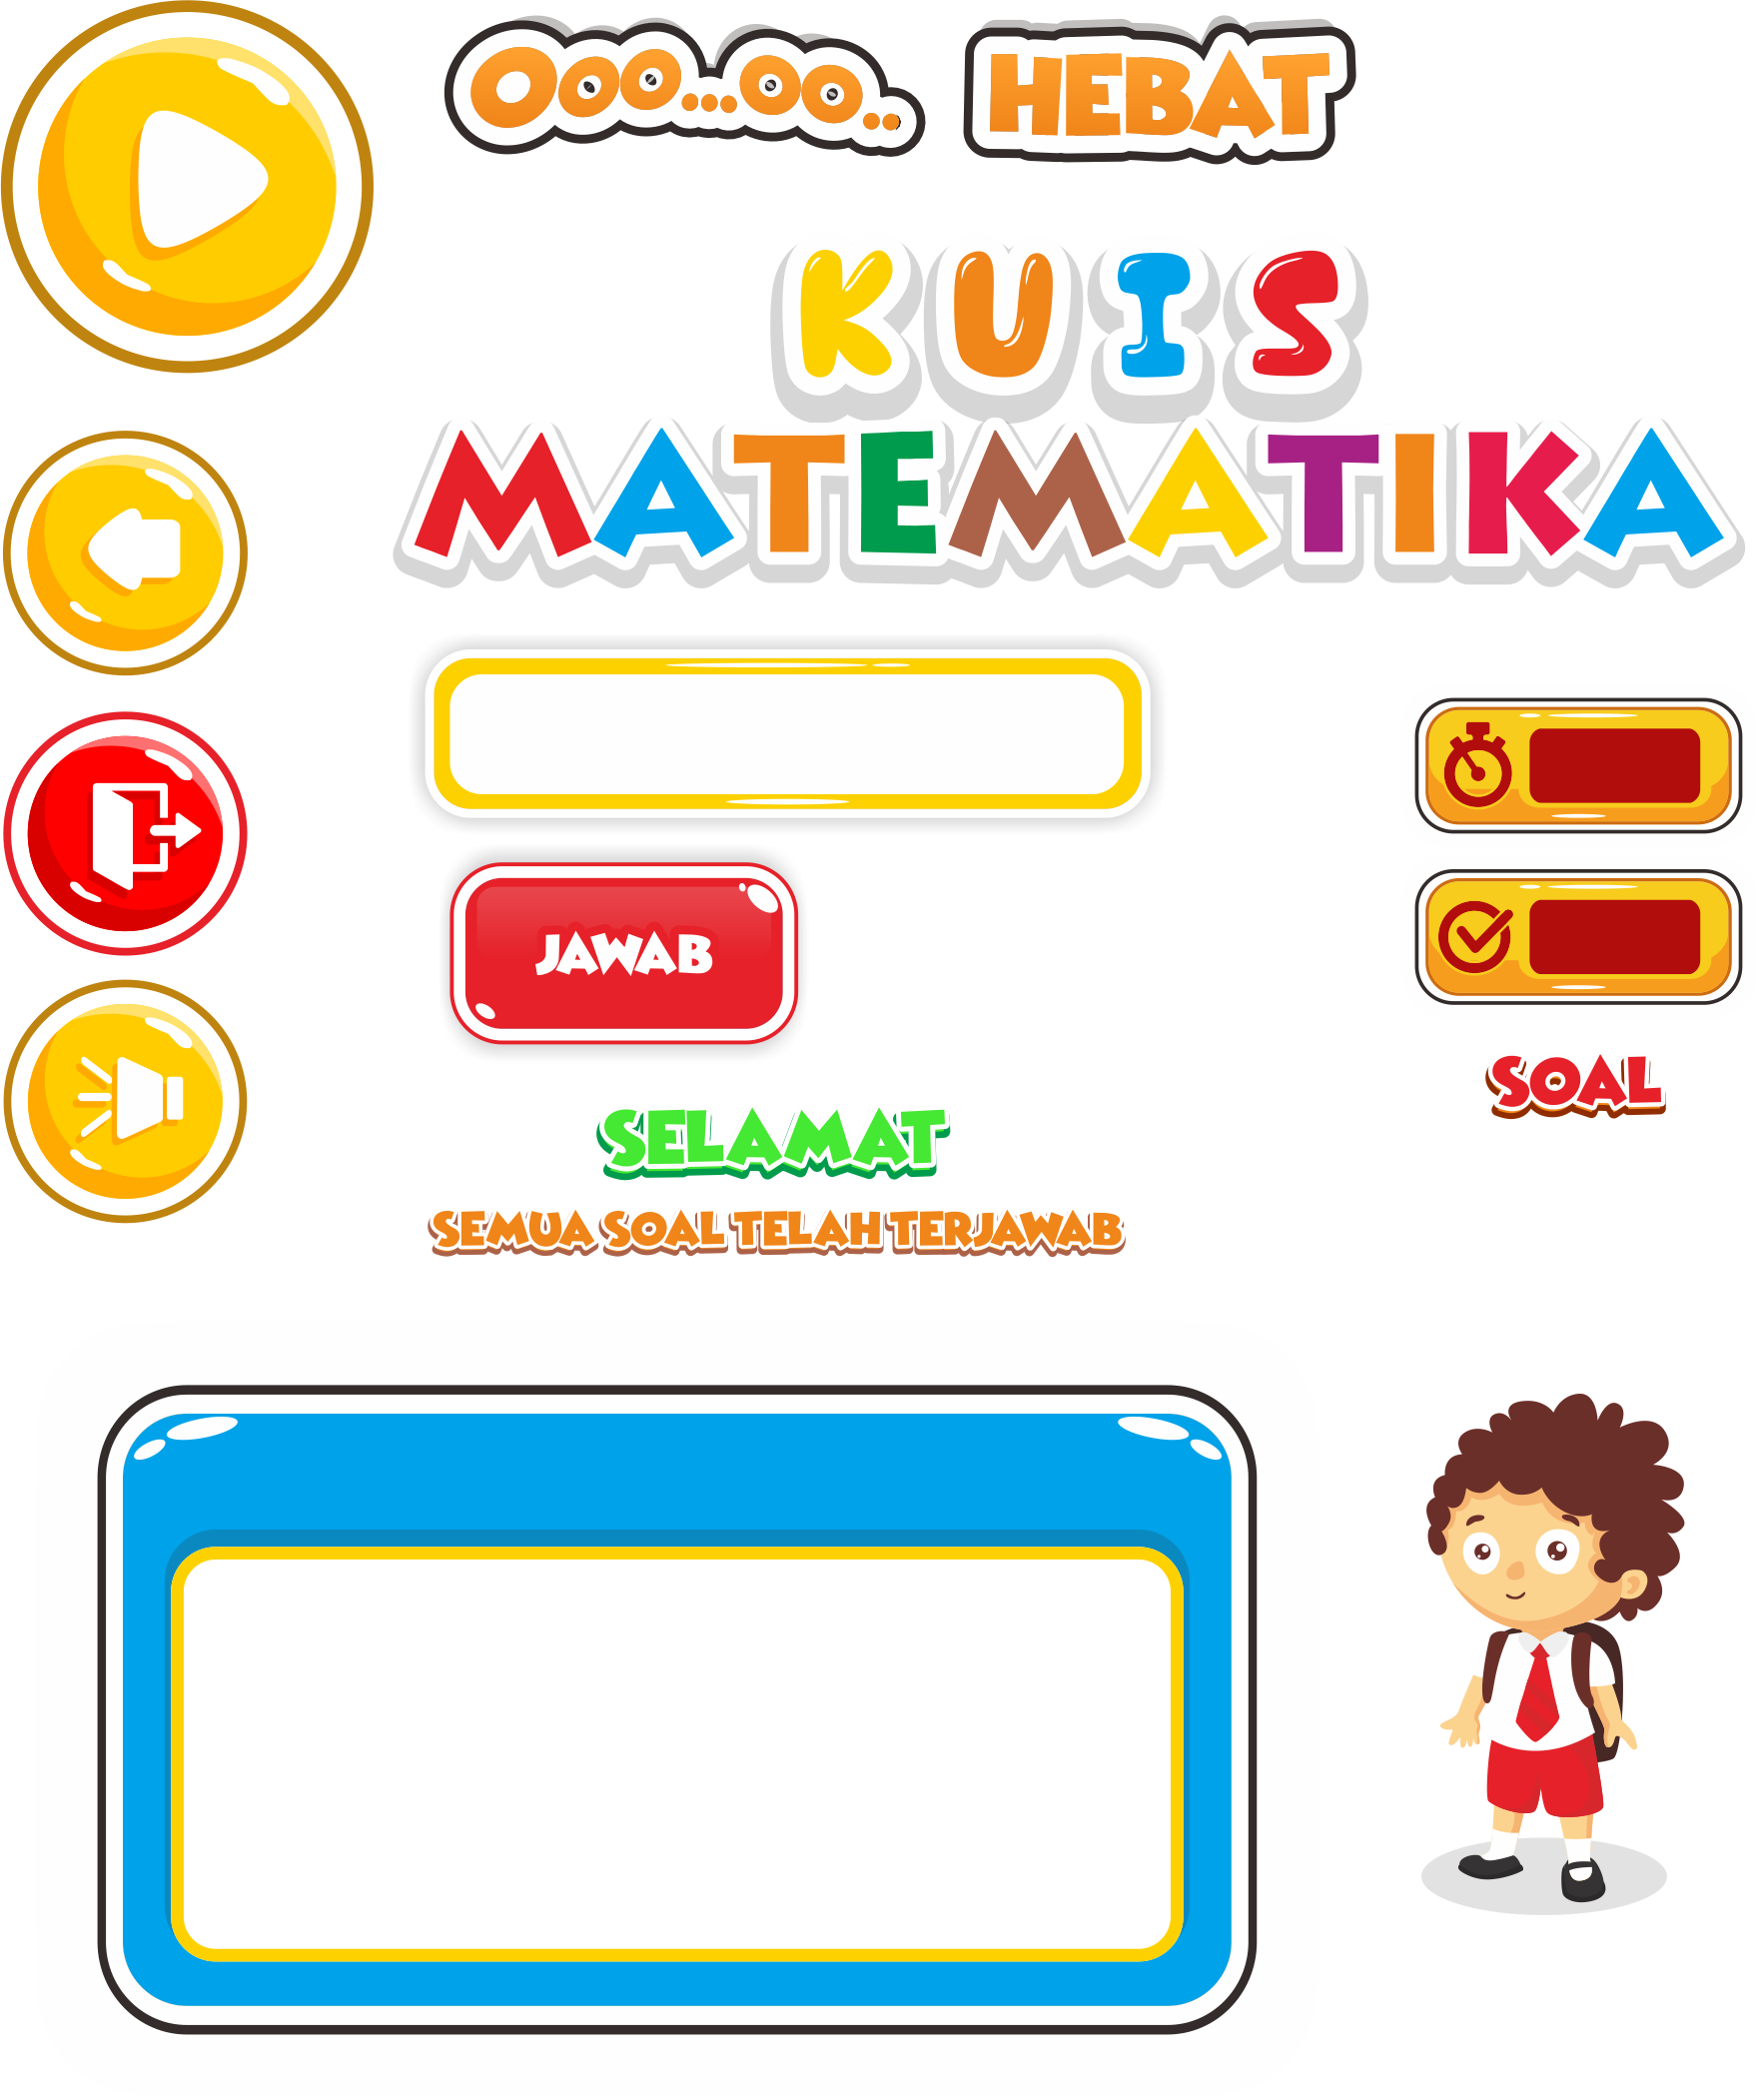 OOO...OO...
HEBAT
KUIS
MATEMATIKA
JAWAB
SOAL
SELAMAT
SEMUA SOAL TELAH TERJAWAB